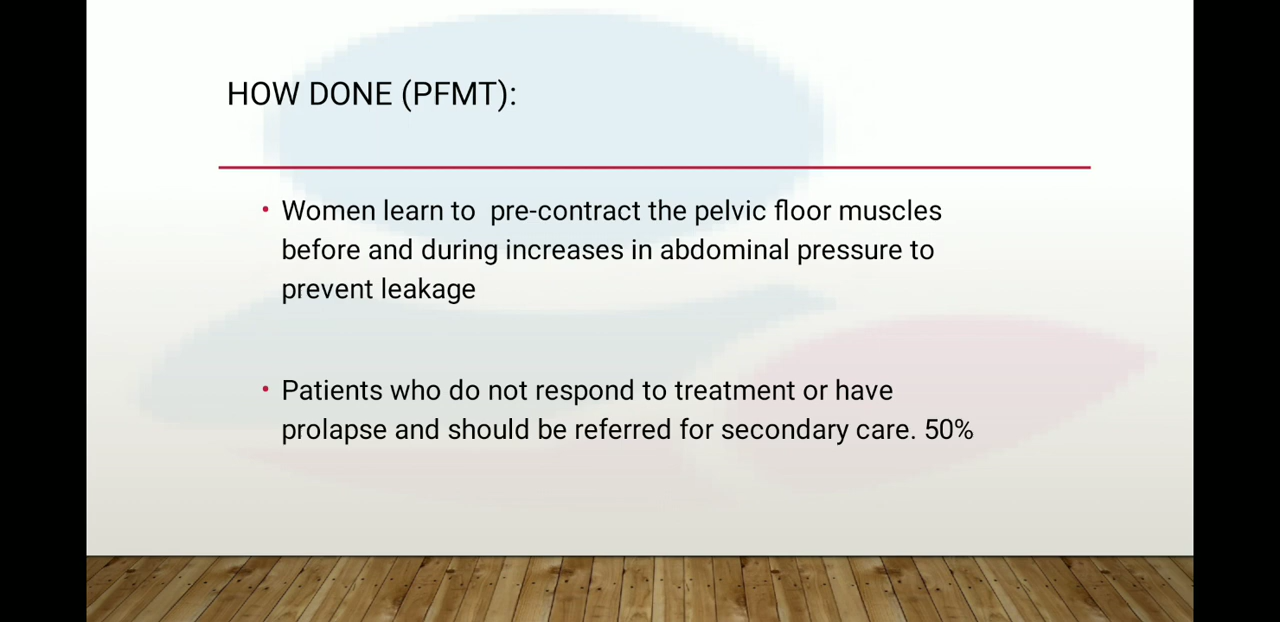 HOW DONE (PFMT):
• Women learn to  pre-contract the pelvic floor muscles
before and during increases in abdominal pressure to
prevent leakage
• Patients who do not respond to treatment or have
prolapse and should be referred for secondary care. 50%